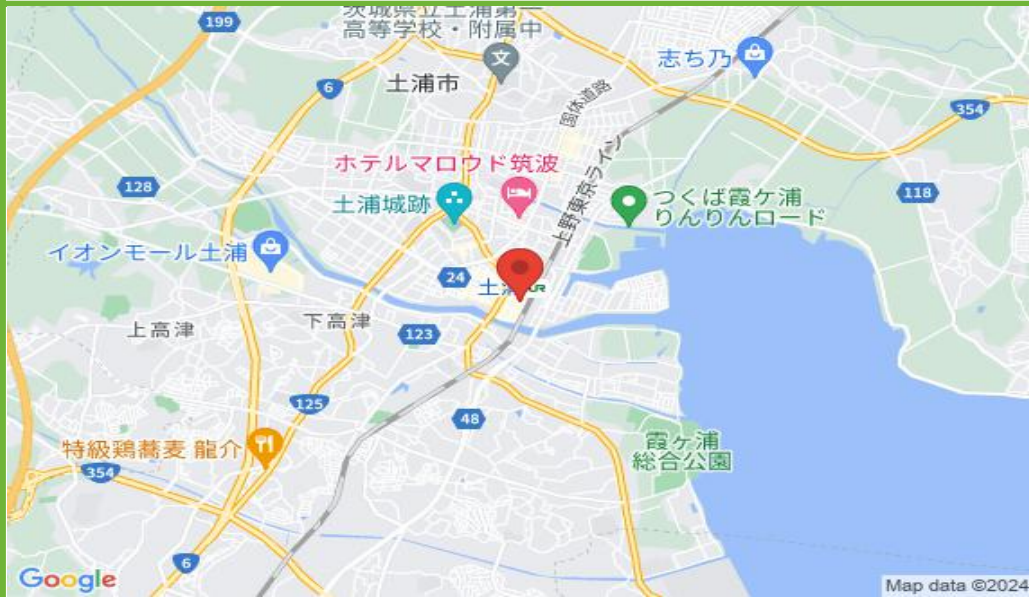 茨城県立土浦第一
高等学校・附属中
199
6
土浦市
志ち乃
国体道路
354
ホテルマロウド筑波
128
土浦城跡
上野東京ライン
つくば霞ケ浦
りんりんロード
118
イオンモール土浦
24
土浦
JR
上高津
下高津
123
125
48
特級鶏蕎麦 龍介
霞ヶ浦
総合公園
354
6
Google
Map data ©2024